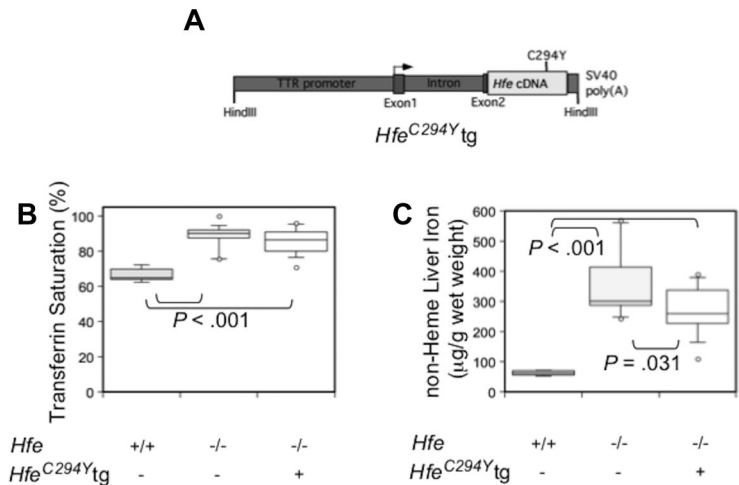 A
C294Y
TTR promoter
Intron
Hfe cDNA
SV40
poly(A)
Exon1
Exon2
HindIII
HindIII
Hfe^C294Y tg
B
Transferrin Saturation (%)
100
80
60
40
20
0
P < .001
Hfe +/+ -/- -/-
Hfe^C294Y tg - - +
C
non-Heme Liver Iron
(µg/g wet weight)
600
500
400
300
200
100
0
P < .001
P = .031
Hfe +/+ -/- -/-
Hfe^C294Y tg - - +